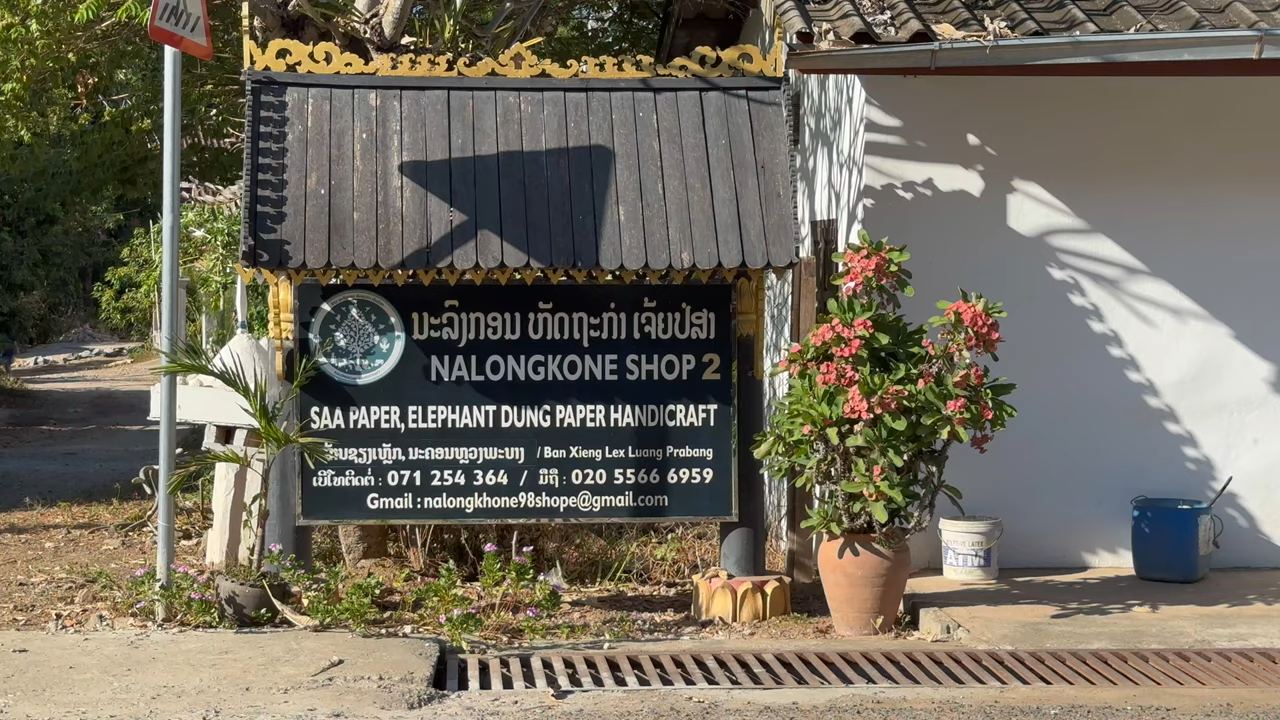 ນະລົງກອນ ຫັດຖະກຳ ເຈ້ຍປໍສາ
NALONGKONE SHOP 2
SAA PAPER, ELEPHANT DUNG PAPER HANDICRAFT
ບ້ານຊຽງເຫຼັກ, ນະຄອນຫຼວງພະບາງ / Ban Xieng Lex Luang Prabang
ເບີໂທຕິດຕໍ່ : 071 254 364 / ມືຖື : 020 5566 6959
Gmail : nalongkhone98shope@gmail.com